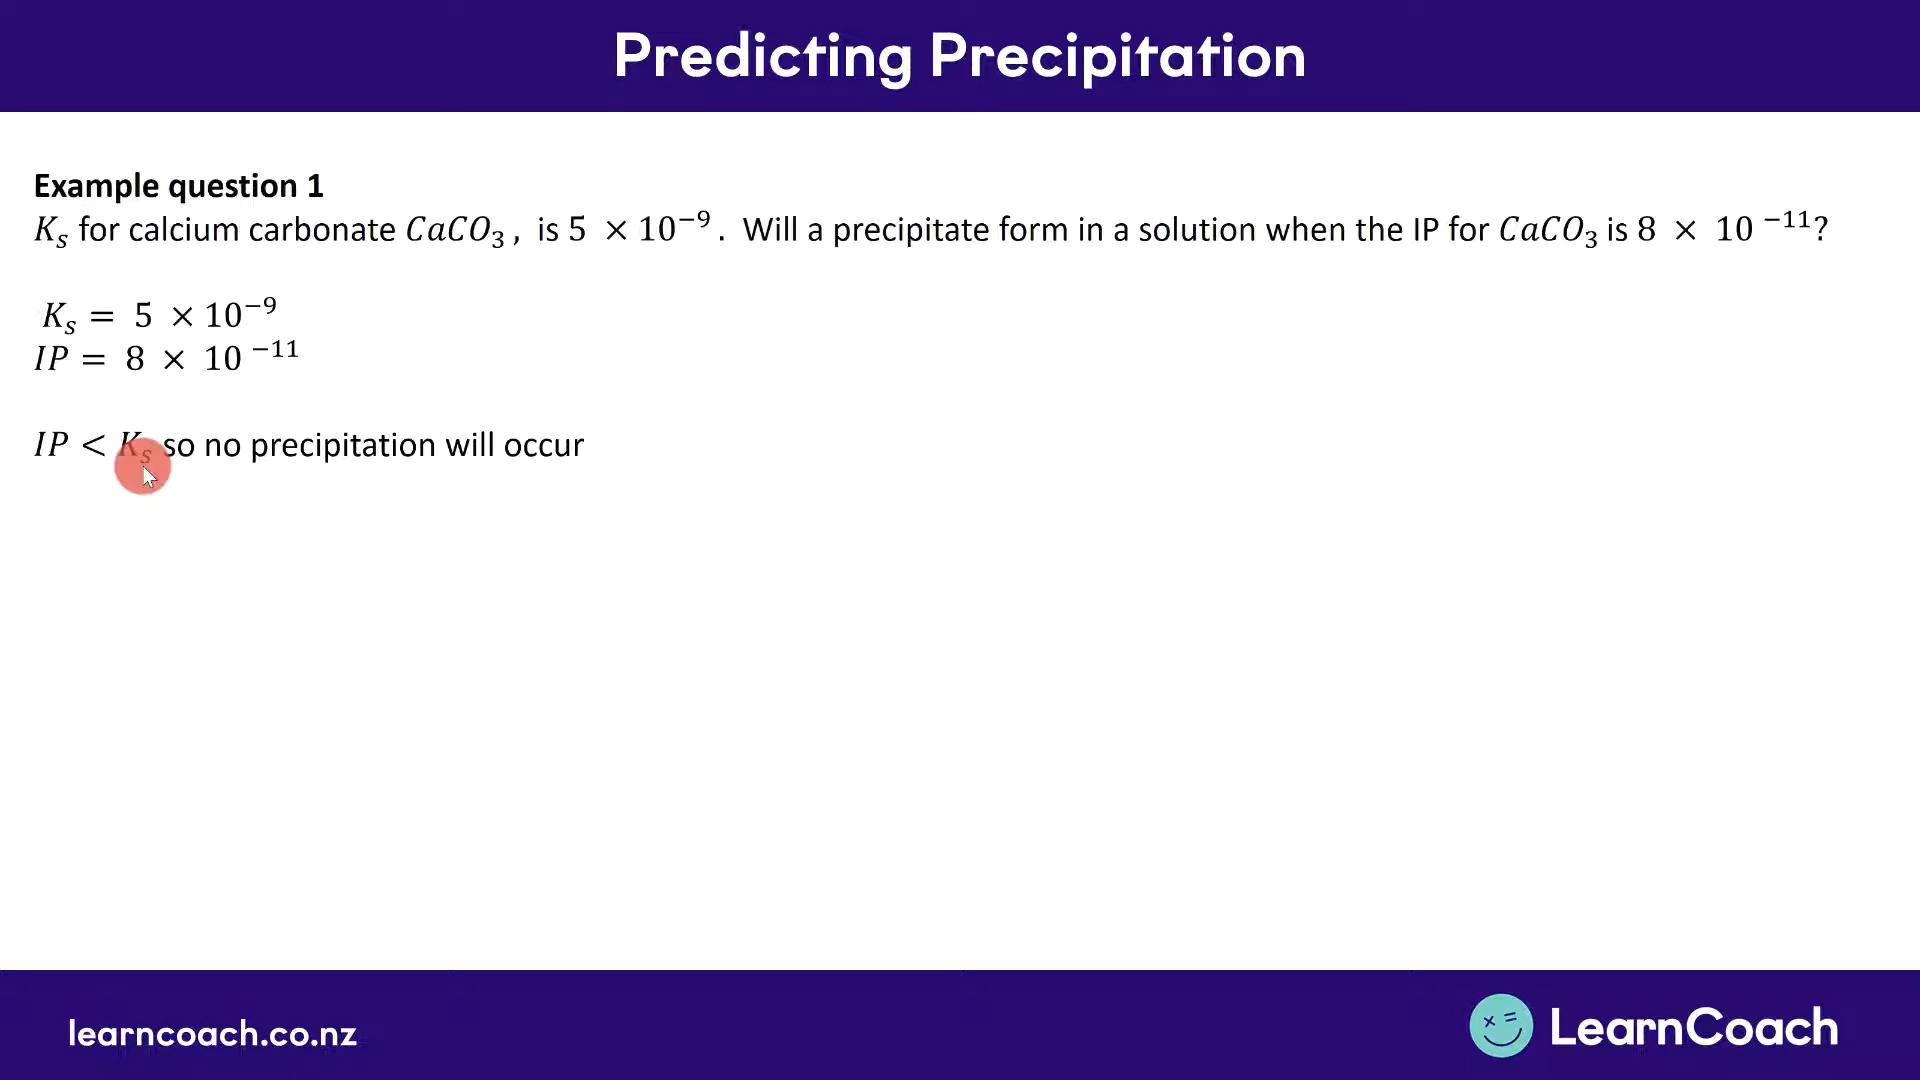 Predicting Precipitation
Example question 1
𝐾ₛ for calcium carbonate 𝐶𝑎𝐶𝑂₃ , is 5 × 10⁻⁹ . Will a precipitate form in a solution when the IP for 𝐶𝑎𝐶𝑂₃ is 8 × 10 ⁻¹¹?
𝐾ₛ = 5 × 10⁻⁹
𝐼𝑃 = 8 × 10 ⁻¹¹
𝐼𝑃 < 𝐾ₛ so no precipitation will occur
learncoach.co.nz
LearnCoach